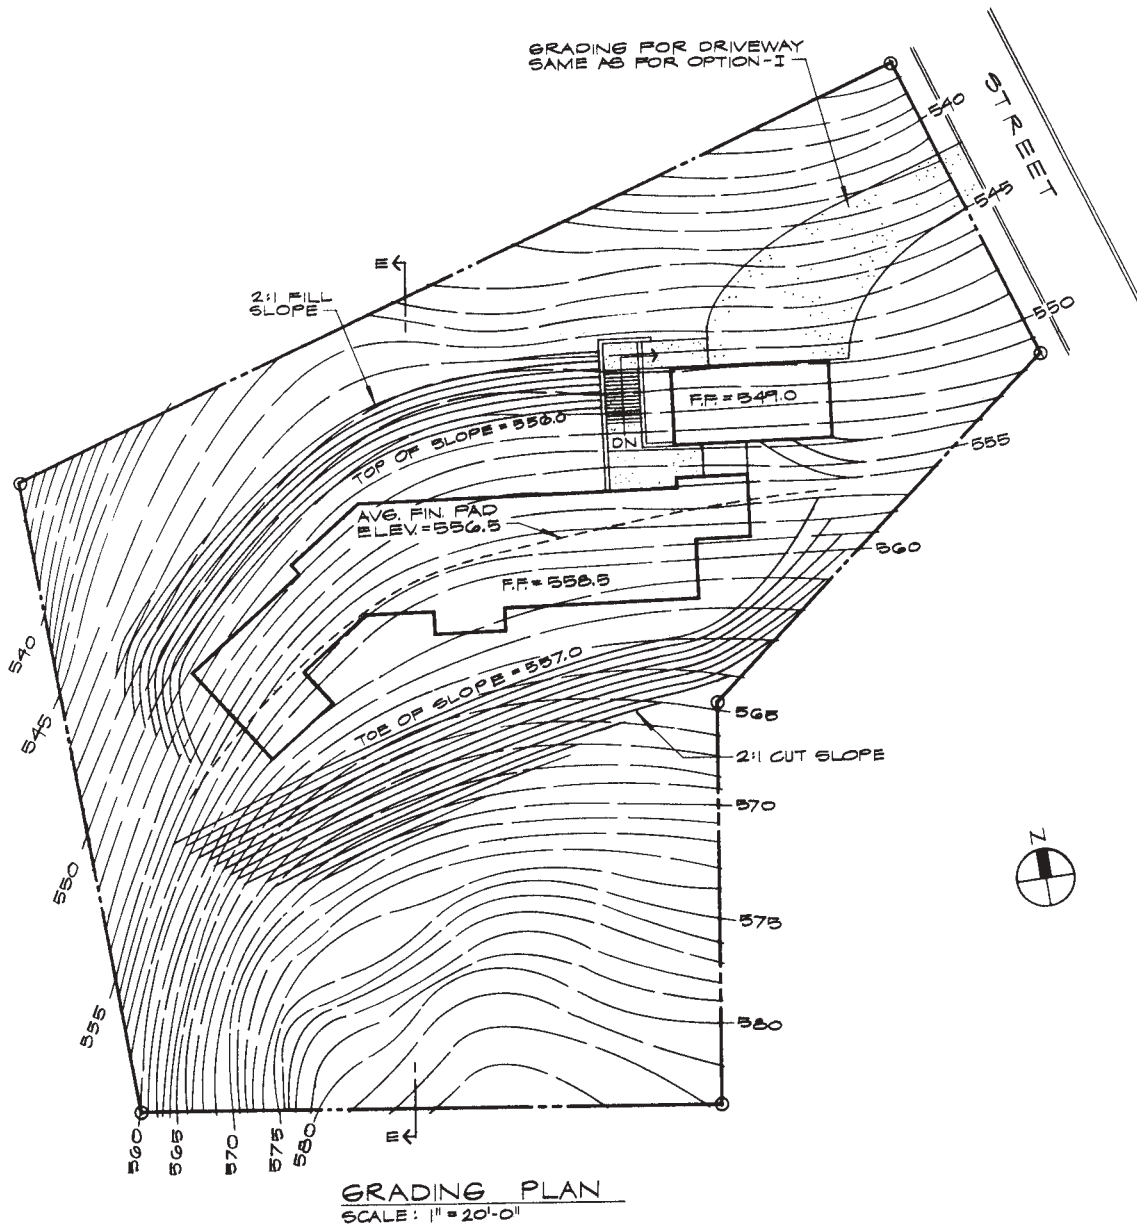 GRADING FOR DRIVEWAY
SAME AS FOR OPTION-I
STREET
540
545
550
E
2:1 FILL
SLOPE
F.F. = 549.0
TOP OF SLOPE = 556.0
DN
555
AVG. FIN. PAD
ELEV. = 556.5
560
F.F. = 558.5
540
TOE OF SLOPE = 557.0
545
565
2:1 CUT SLOPE
570
N
550
575
555
580
E
560
565
570
575
580
GRADING PLAN
SCALE: 1" = 20'-0"